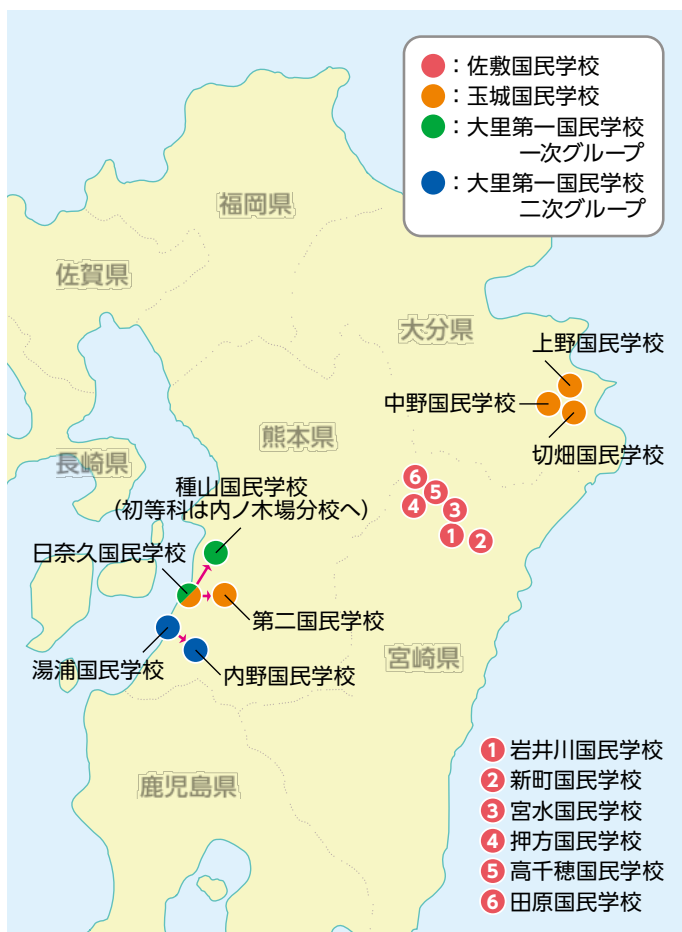 ：佐敷国民学校
：玉城国民学校
：大里第一国民学校
一次グループ
：大里第一国民学校
二次グループ
福岡県
佐賀県
大分県
上野国民学校
中野国民学校
熊本県
切畑国民学校
長崎県
種山国民学校
（初等科は内ノ木場分校へ）
6
5
4
3
1
2
日奈久国民学校
第二国民学校
湯浦国民学校
内野国民学校
宮崎県
鹿児島県
1 岩井川国民学校
2 新町国民学校
3 宮水国民学校
4 押方国民学校
5 高千穂国民学校
6 田原国民学校